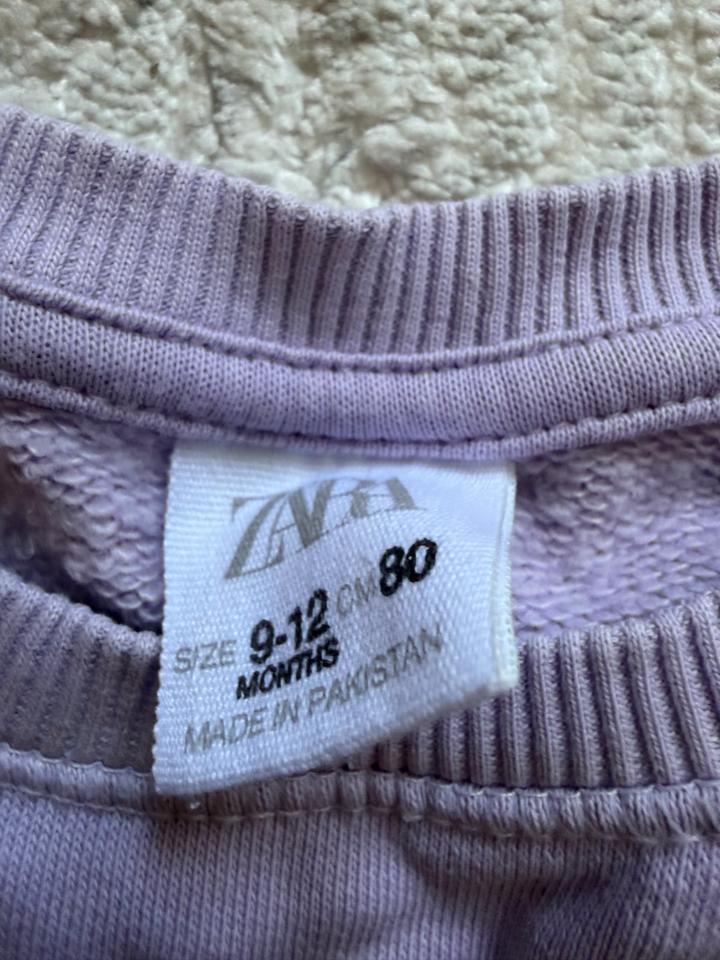 ZARA
SIZE 9-12 CM 80
MONTHS
MADE IN PAKISTAN